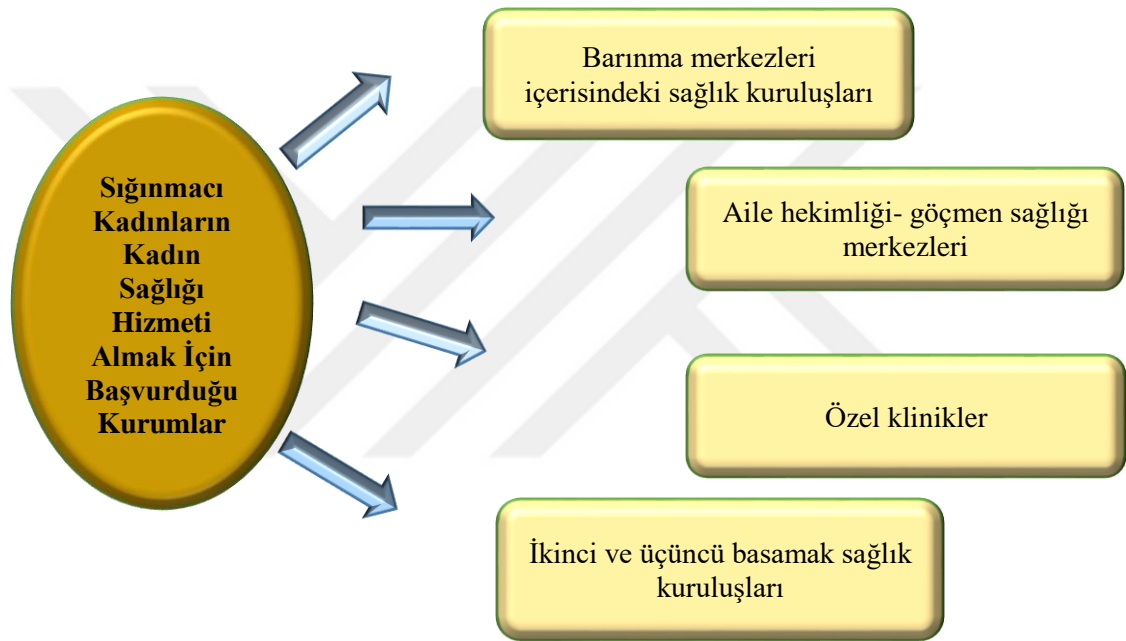 Sığınmacı
Kadınların
Kadın
Sağlığı
Hizmeti
Almak İçin
Başvurduğu
Kurumlar
Barınma merkezleri
içerisindeki sağlık kuruluşları
Aile hekimliği- göçmen sağlığı
merkezleri
Özel klinikler
İkinci ve üçüncü basamak sağlık
kuruluşları